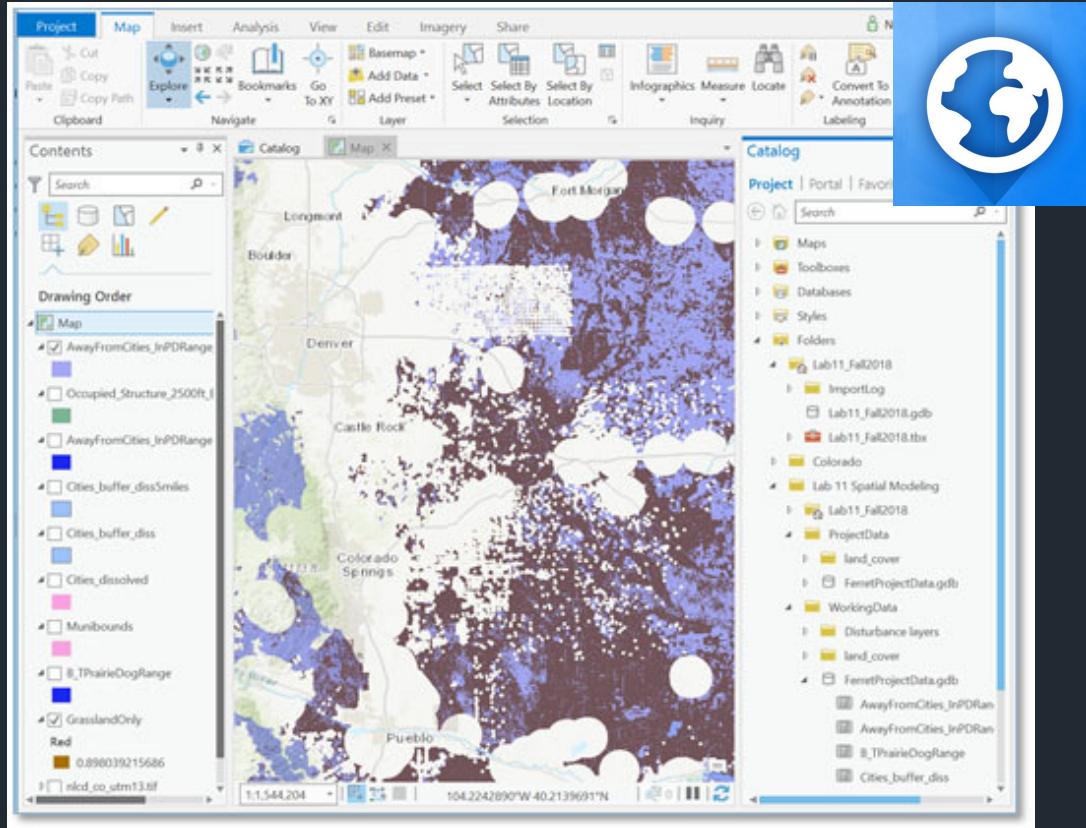 Project Map Insert Analysis View Edit Imagery Share
Paste
Cut
Copy
Copy Path
Clipboard
Explore
Bookmarks
Go To XY
Navigate
Basemap
Add Data
Add Preset
Layer
Select
Select By Attributes
Select By Location
Selection
Infographics
Measure
Locate
Inquiry
Convert To Annotation
Labeling
Contents
Search
Drawing Order
Map
AwayFromCities_InPDRange
Occupied_Structure_2500ft_
AwayFromCities_InPDRange
Cities_buffer_diss5miles
Cities_buffer_diss
Cities_dissolved
Munibounds
B_TPrairieDogRange
GrasslandOnly
Red
0.898039215686
nlcd_co_utm13.tif
Catalog Map
Fort Morgan
Longmont
Boulder
Denver
Castle Rock
Colorado Springs
Pueblo
1:1,544,204
104.2242890°W 40.2139691°N
Catalog
Project | Portal | Favori
Search
Maps
Toolboxes
Databases
Styles
Folders
Lab11_Fall2018
ImportLog
Lab11_Fall2018.gdb
Lab11_Fall2018.tbx
Colorado
Lab 11 Spatial Modeling
Lab11_Fall2018
ProjectData
land_cover
FerretProjectData.gdb
WorkingData
Disturbance layers
land_cover
FerretProjectData.gdb
AwayFromCities_InPDRan
AwayFromCities_InPDRan
B_TPrairieDogRange
Cities_buffer_diss